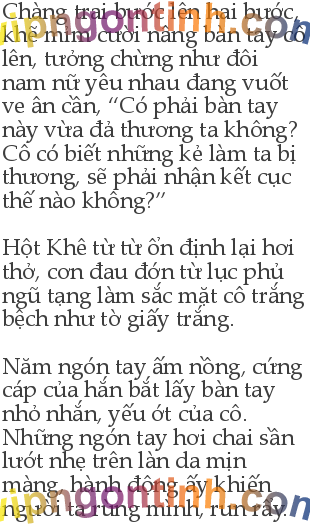 Chàng trai bước lên hai bước,
khẽ mỉm cười nâng bàn tay cô
lên, tưởng chừng như đôi
nam nữ yêu nhau đang vuốt
ve ân cần, “Có phải bàn tay
này vừa đả thương ta không?
Cô có biết những kẻ làm ta bị
thương, sẽ phải nhận kết cục
thế nào không?”
Hột Khê từ từ ổn định lại hơi
thở, cơn đau đớn từ lục phủ
ngũ tạng làm sắc mặt cô trắng
bệch như tờ giấy trắng.
Năm ngón tay ấm nồng, cứng
cáp của hắn bắt lấy bàn tay
nhỏ nhắn, yếu ớt của cô.
Những ngón tay hơi chai sần
lướt nhẹ trên làn da mịn
màng, hành động ấy khiến
người ta rùng mình, run rẩy.
vipngontinh.com
vipngontinh.com